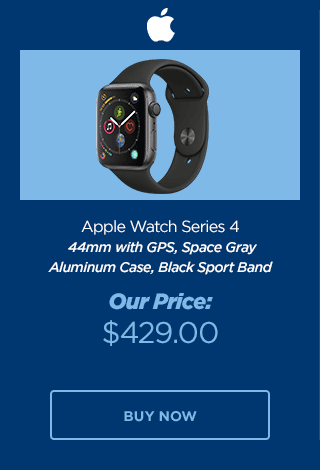 Apple Watch Series 4
44mm with GPS, Space Gray
Aluminum Case, Black Sport Band
Our Price:
$429.00
BUY NOW